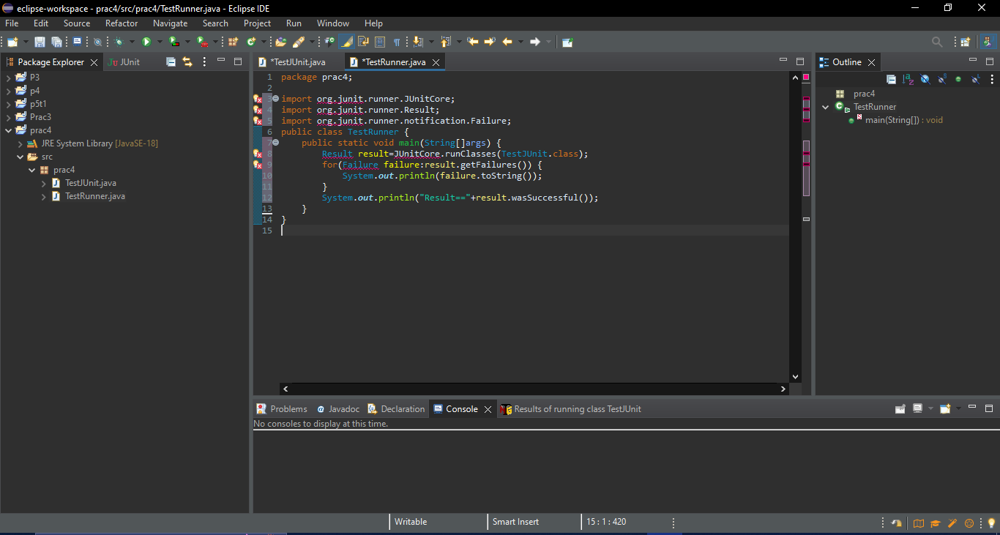 eclipse-workspace - prac4/src/prac4/TestRunner.java - Eclipse IDE
File Edit Source Refactor Navigate Search Project Run Window Help
Package Explorer
JUnit
P3
p4
p5t1
Prac3
prac4
JRE System Library [JavaSE-18]
src
prac4
TestJUnit.java
TestRunner.java
*TestJUnit.java
*TestRunner.java
1 package prac4;
2
3 import org.junit.runner.JUnitCore;
4 import org.junit.runner.Result;
5 import org.junit.runner.notification.Failure;
6 public class TestRunner {
7 public static void main(String[]args) {
8 Result result=JUnitCore.runClasses(TestJUnit.class);
9 for(Failure failure:result.getFailures()) {
10 System.out.println(failure.toString());
11 }
12 System.out.println("Result=="+result.wasSuccessful());
13 }
14 }
15
Outline
prac4
TestRunner
main(String[]) : void
Problems
@ Javadoc
Declaration
Console
Results of running class TestJUnit
No consoles to display at this time.
Writable
Smart Insert
15 : 1 : 420